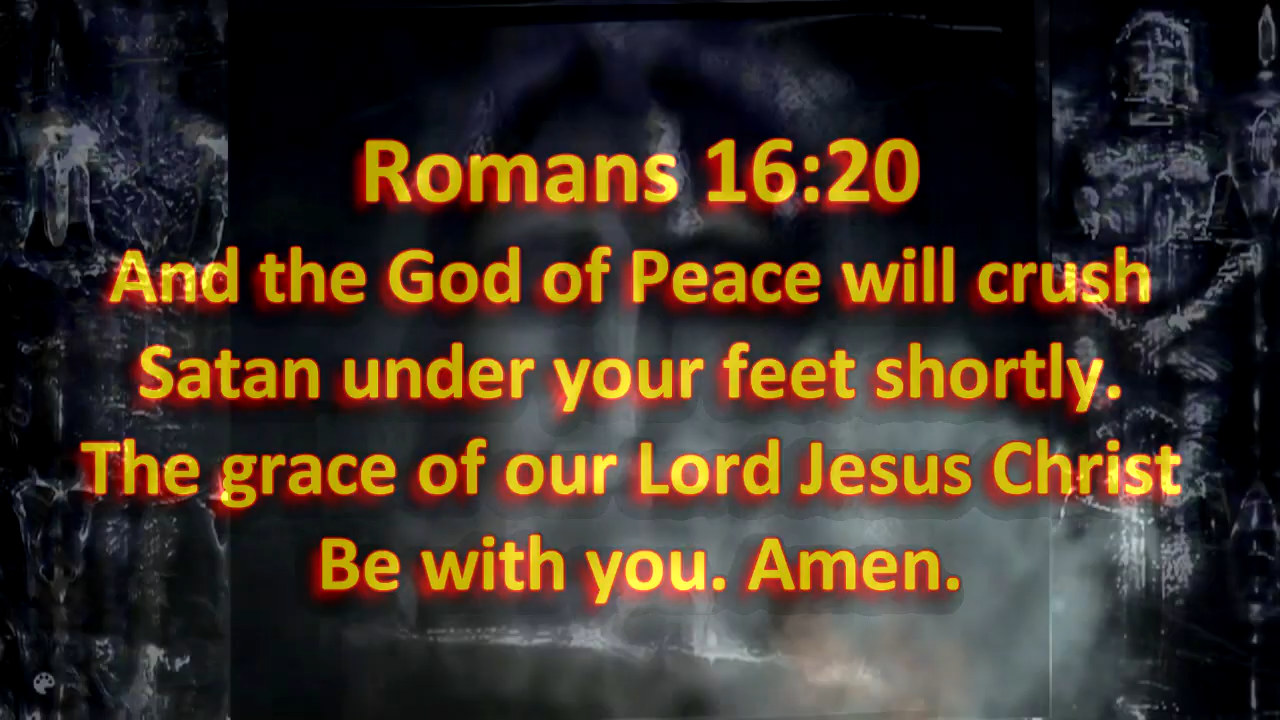 Romans 16:20
And the God of Peace will crush
Satan under your feet shortly.
The grace of our Lord Jesus Christ
Be with you. Amen.